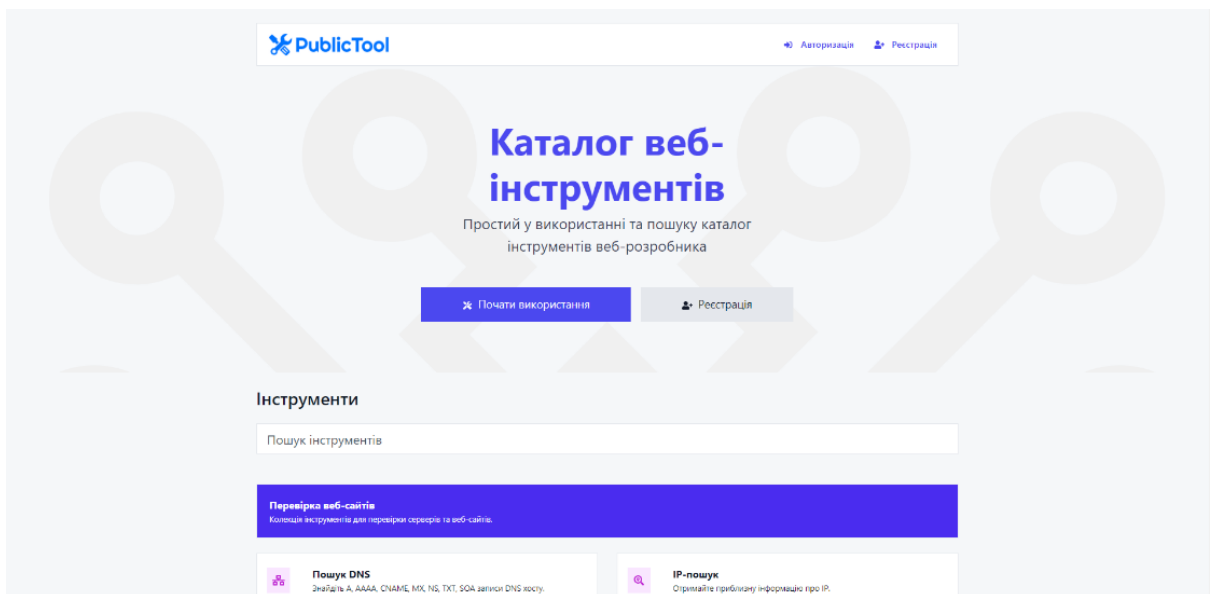 PublicTool
Авторизація
Реєстрація
Каталог веб-
інструментів
Простий у використанні та пошуку каталог
інструментів веб-розробника
Почати використання
Реєстрація
Інструменти
Пошук інструментів
Перевірка веб-сайтів
Колекція інструментів для перевірки серверів та веб-сайтів.
Пошук DNS
Знайдіть A, AAAA, CNAME, MX, NS, TXT, SOA записи DNS хосту.
IP-пошук
Отримайте приблизну інформацію про IP.